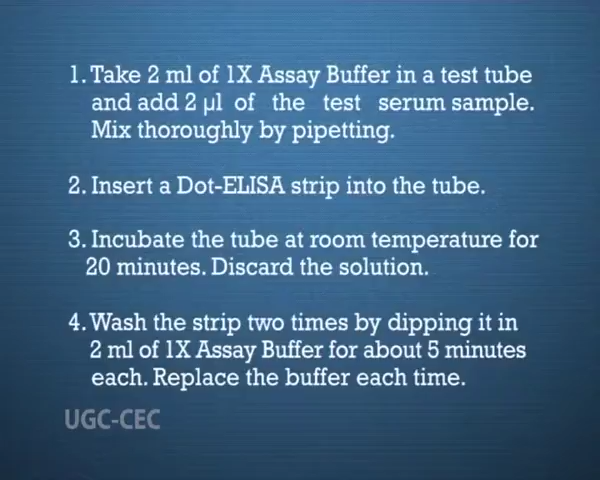 1. Take 2 ml of 1X Assay Buffer in a test tube
and add 2 µl of the test serum sample.
Mix thoroughly by pipetting.
2. Insert a Dot-ELISA strip into the tube.
3. Incubate the tube at room temperature for
20 minutes. Discard the solution.
4. Wash the strip two times by dipping it in
2 ml of 1X Assay Buffer for about 5 minutes
each. Replace the buffer each time.
UGC-CEC